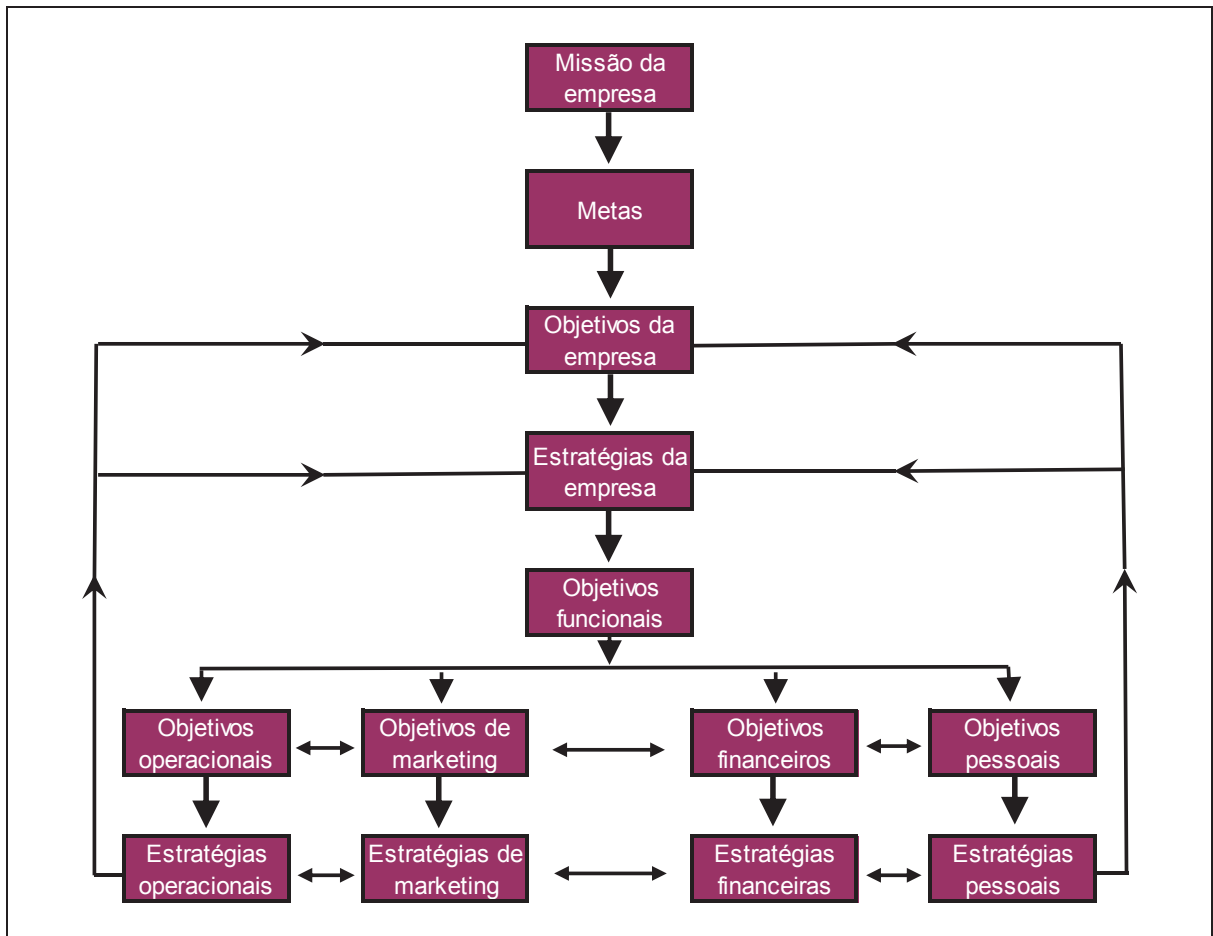 Missão da
empresa
Metas
Objetivos da
empresa
Estratégias da
empresa
Objetivos
funcionais
Objetivos
operacionais
Objetivos de
marketing
Objetivos
financeiros
Objetivos
pessoais
Estratégias
operacionais
Estratégias de
marketing
Estratégias
financeiras
Estratégias
pessoais